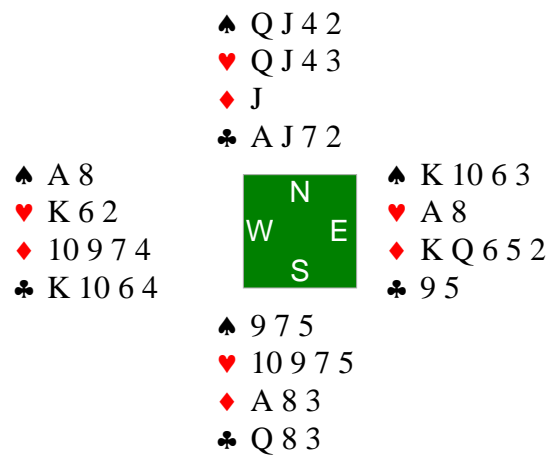 ♠ Q J 4 2
♥ Q J 4 3
♦ J
♣ A J 7 2
♠ A 8
♥ K 6 2
♦ 10 9 7 4
♣ K 10 6 4
N
W E
S
♠ K 10 6 3
♥ A 8
♦ K Q 6 5 2
♣ 9 5
♠ 9 7 5
♥ 10 9 7 5
♦ A 8 3
♣ Q 8 3